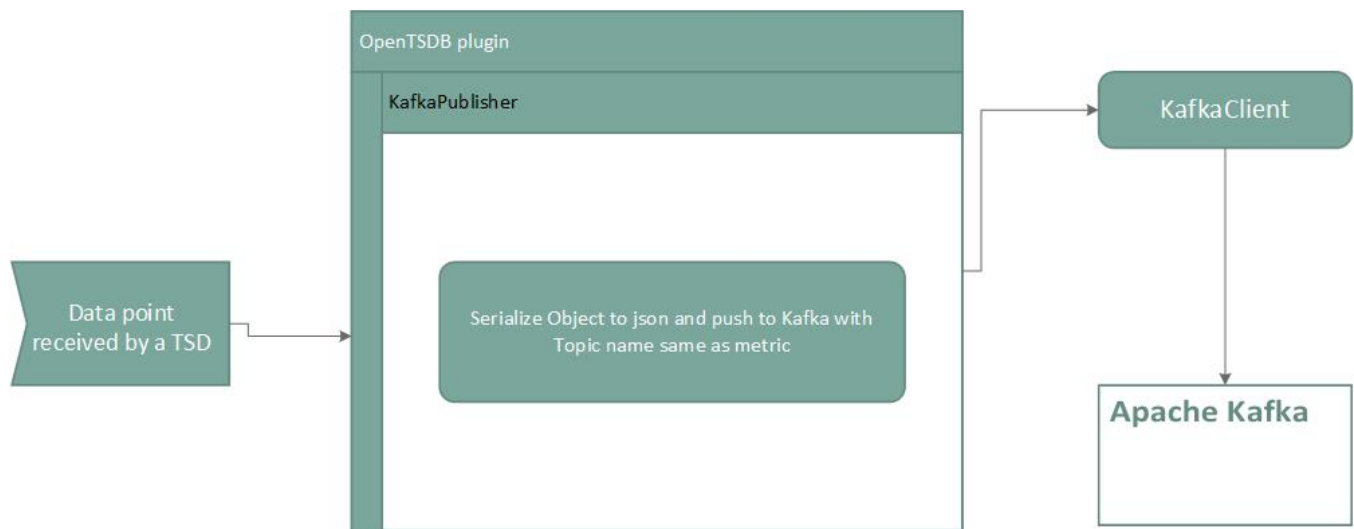 OpenTSDB plugin
KafkaPublisher
KafkaClient
Data point
received by a TSD
Serialize Object to json and push to Kafka with
Topic name same as metric
Apache Kafka